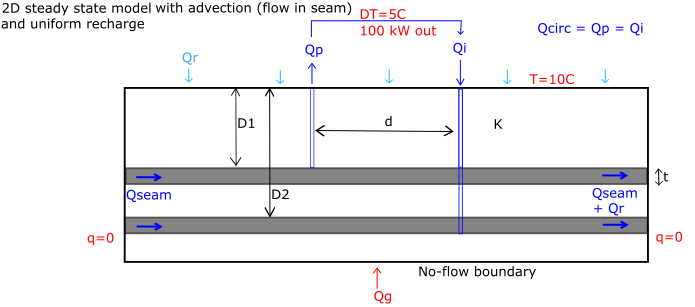 2D steady state model with advection (flow in seam)
and uniform recharge
DT=5C
100 kW out
Qcirc = Qp = Qi
Qp
Qi
Qr
T=10C
D1
d
K
Qseam
D2
t
Qseam
+ Qr
q=0
q=0
No-flow boundary
Qg